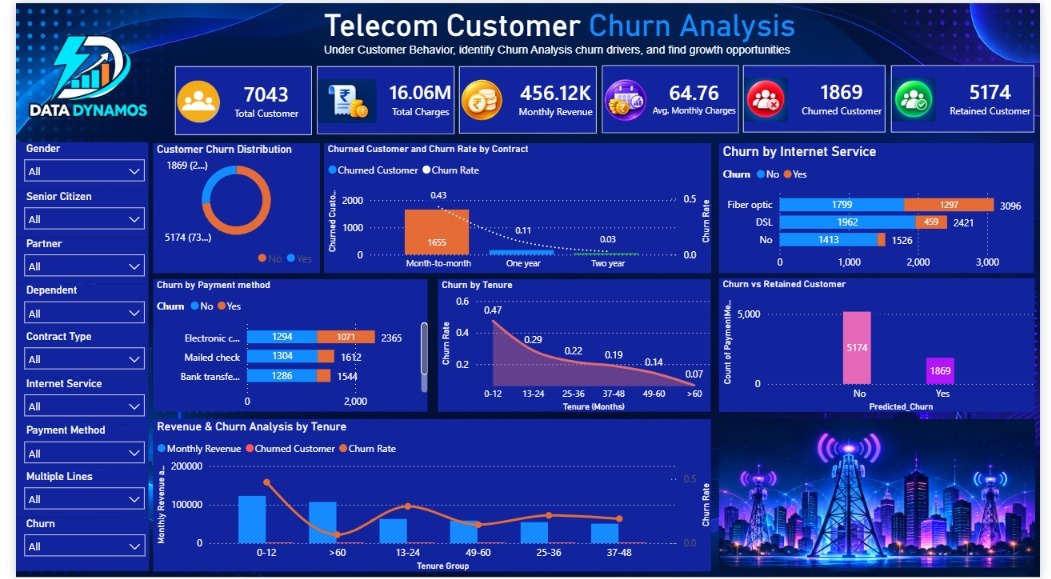 Telecom Customer Churn Analysis
Under Customer Behavior, identify Churn Analysis churn drivers, and find growth opportunities
DATA DYNAMOS
7043
Total Customer
16.06M
Total Charges
456.12K
Monthly Revenue
64.76
Avg. Monthly Charges
1869
Churned Customer
5174
Retained Customer
Gender
All
Senior Citizen
All
Partner
All
Dependent
All
Contract Type
All
Internet Service
All
Payment Method
All
Multiple Lines
All
Churn
All
Customer Churn Distribution
1869 (2...)
5174 (73...)
No Yes
Churned Customer and Churn Rate by Contract
Churned Customer Churn Rate
Churned Custo...
2000
1000
0
0.43
0.11
0.03
1655
0.5
0.0
Churn Rate
Month-to-month One year Two year
Churn by Internet Service
Churn No Yes
Fiber optic 1799 1297 3096
DSL 1962 459 2421
No 1413 1526
0 1,000 2,000 3,000
Churn by Payment method
Churn No Yes
Electronic c... 1294 1071 2365
Mailed check 1304 1612
Bank transfe... 1286 1544
0 2,000
Churn by Tenure
Churn Rate
0.6
0.4
0.2
0.47
0.29
0.22
0.19
0.14
0.07
0-12 13-24 25-36 37-48 49-60 >60
Tenure (Months)
Churn vs Retained Customer
Count of PaymentMe...
5,000
0
5174
1869
No Yes
Predicted_Churn
Revenue & Churn Analysis by Tenure
Monthly Revenue Churned Customer Churn Rate
Monthly Revenue a...
200000
100000
0
0.5
0.0
Churn Rate
0-12 >60 13-24 49-60 25-36 37-48
Tenure Group